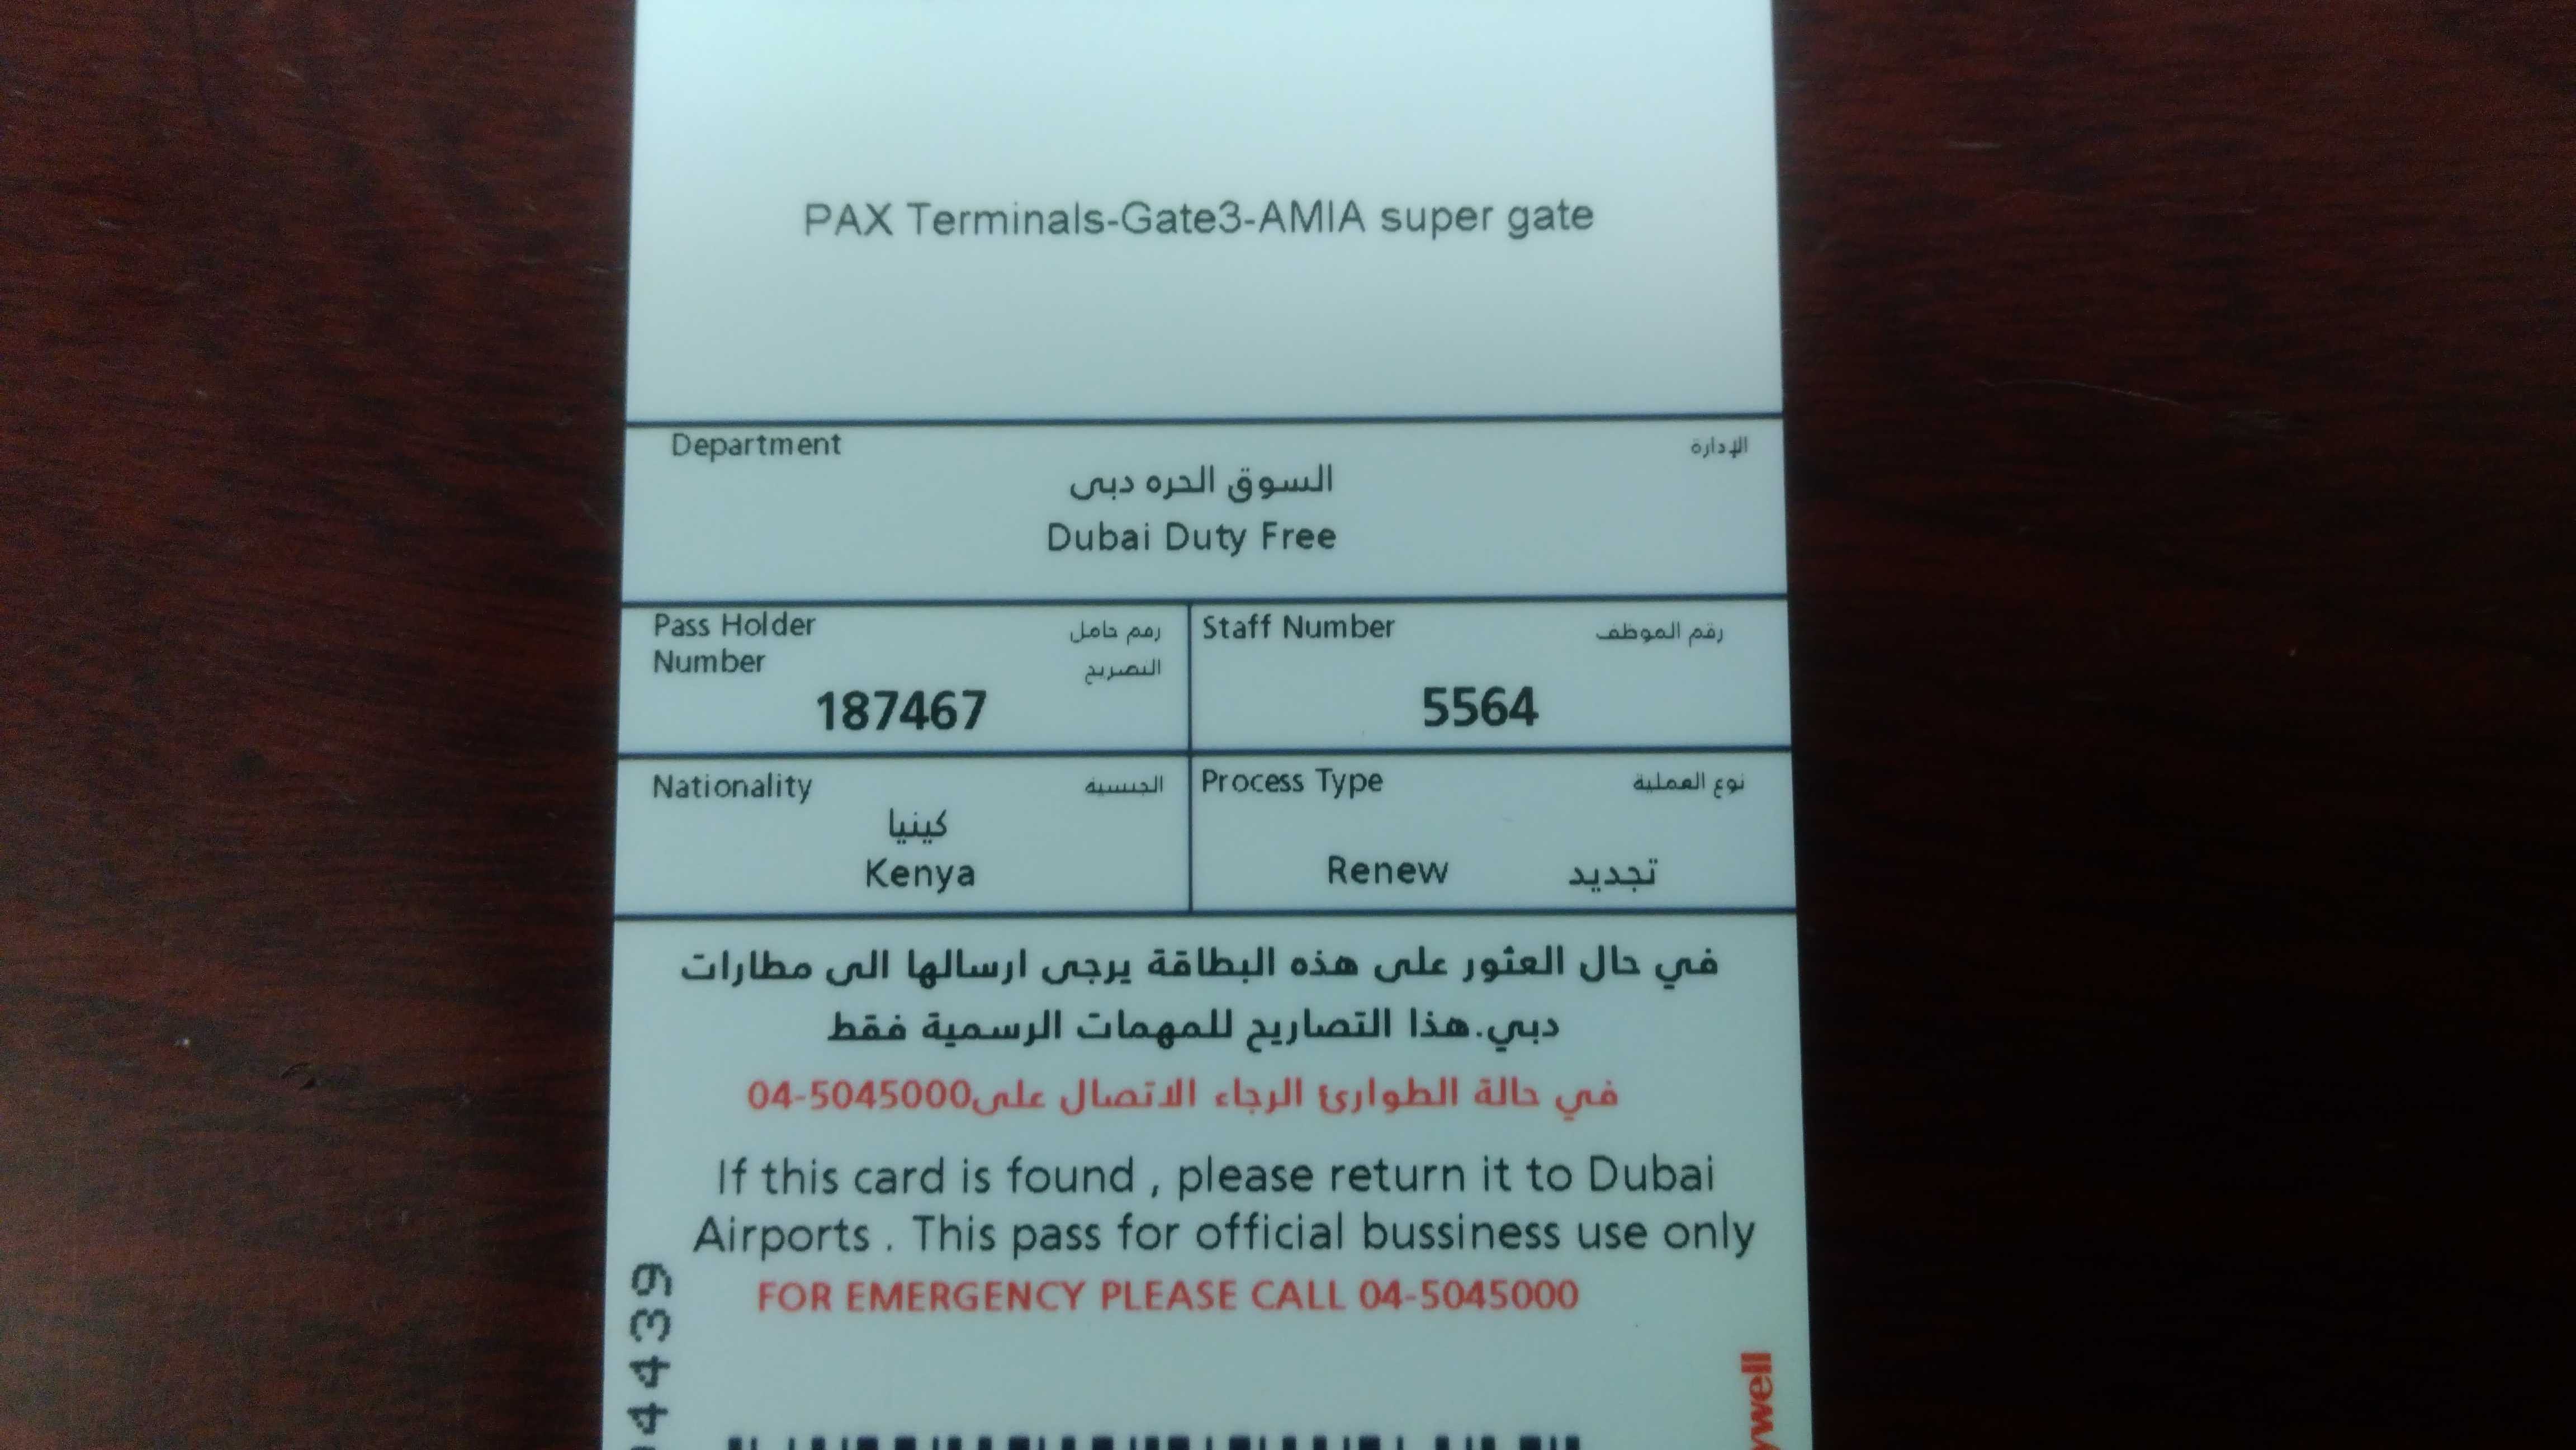 PAX Terminals-Gate3-AMIA super gate
Department الإدارة
السوق الحره دبى
Dubai Duty Free
Pass Holder رمم حامل
Number التصريح
187467
Staff Number رقم الموظف
5564
Nationality الجنسية
كينيا
Kenya
Process Type نوع العملية
Renew تجديد
في حال العثور على هذه البطاقة يرجى ارسالها الى مطارات
دبي.هذا التصاريح للمهمات الرسمية فقط
في حالة الطوارئ الرجاء الاتصال على04-5045000
If this card is found , please return it to Dubai
Airports . This pass for official bussiness use only
FOR EMERGENCY PLEASE CALL 04-5045000
4439
ywell